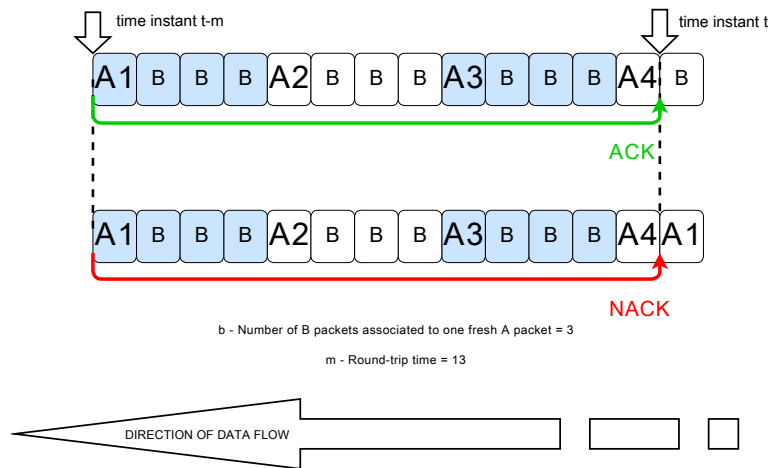 time instant t-m
time instant t
A1 B B B A2 B B B A3 B B B A4 B
ACK
A1 B B B A2 B B B A3 B B B A4 A1
NACK
b - Number of B packets associated to one fresh A packet = 3
m - Round-trip time = 13
DIRECTION OF DATA FLOW